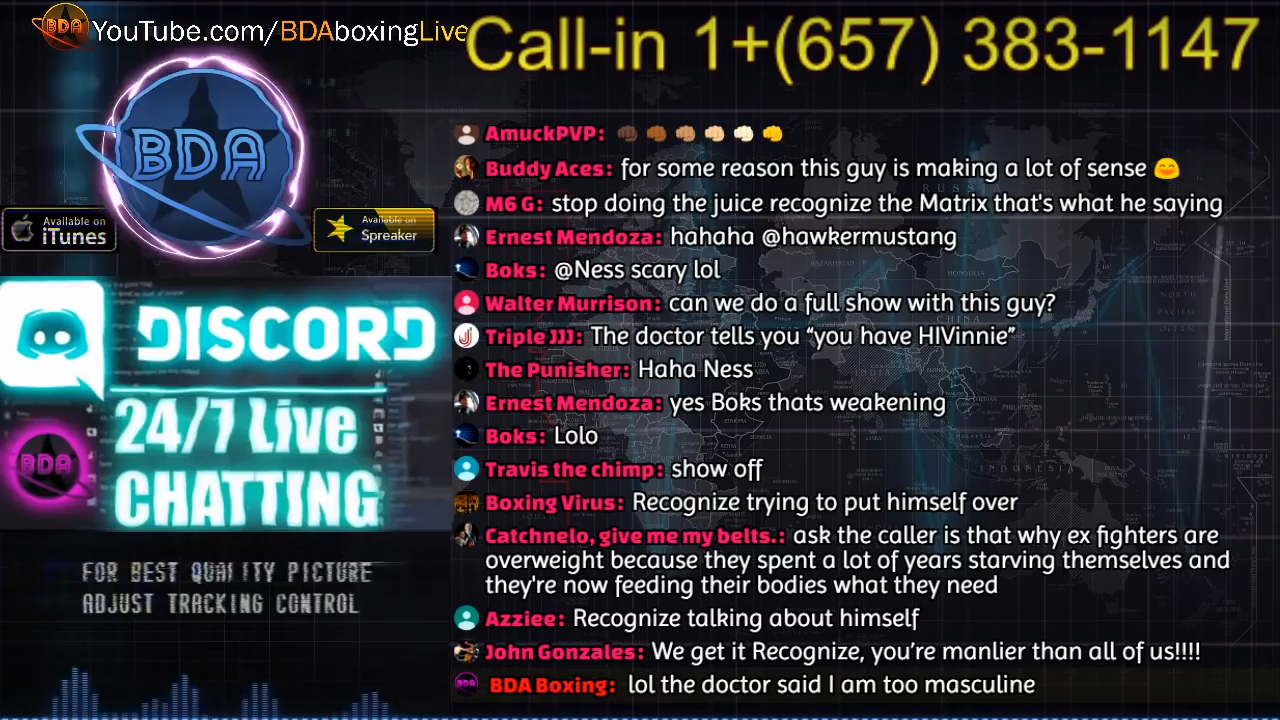 BDA
YouTube.com/BDAboxingLive
Call-in 1+(657) 383-1147
BDA
Available on
iTunes
Available on
Spreaker
DISCORD
24/7 Live
CHATTING
BDA
FOR BEST QUALITY PICTURE
ADJUST TRACKING CONTROL
AmuckPVP: 👊🏿 👊🏾 👊🏽 👊🏼 👊🏻 👊
Buddy Aces: for some reason this guy is making a lot of sense 😊
M6 G: stop doing the juice recognize the Matrix that's what he saying
Ernest Mendoza: hahaha @hawkermustang
Boks: @Ness scary lol
Walter Murrison: can we do a full show with this guy?
Triple JJJ: The doctor tells you “you have HIVinnie”
The Punisher: Haha Ness
Ernest Mendoza: yes Boks thats weakening
Boks: Lolo
Travis the chimp: show off
Boxing Virus: Recognize trying to put himself over
Catchnelo, give me my belts.: ask the caller is that why ex fighters are
overweight because they spent a lot of years starving themselves and
they're now feeding their bodies what they need
Azziee: Recognize talking about himself
John Gonzales: We get it Recognize, you’re manlier than all of us!!!!
BDA Boxing: lol the doctor said I am too masculine